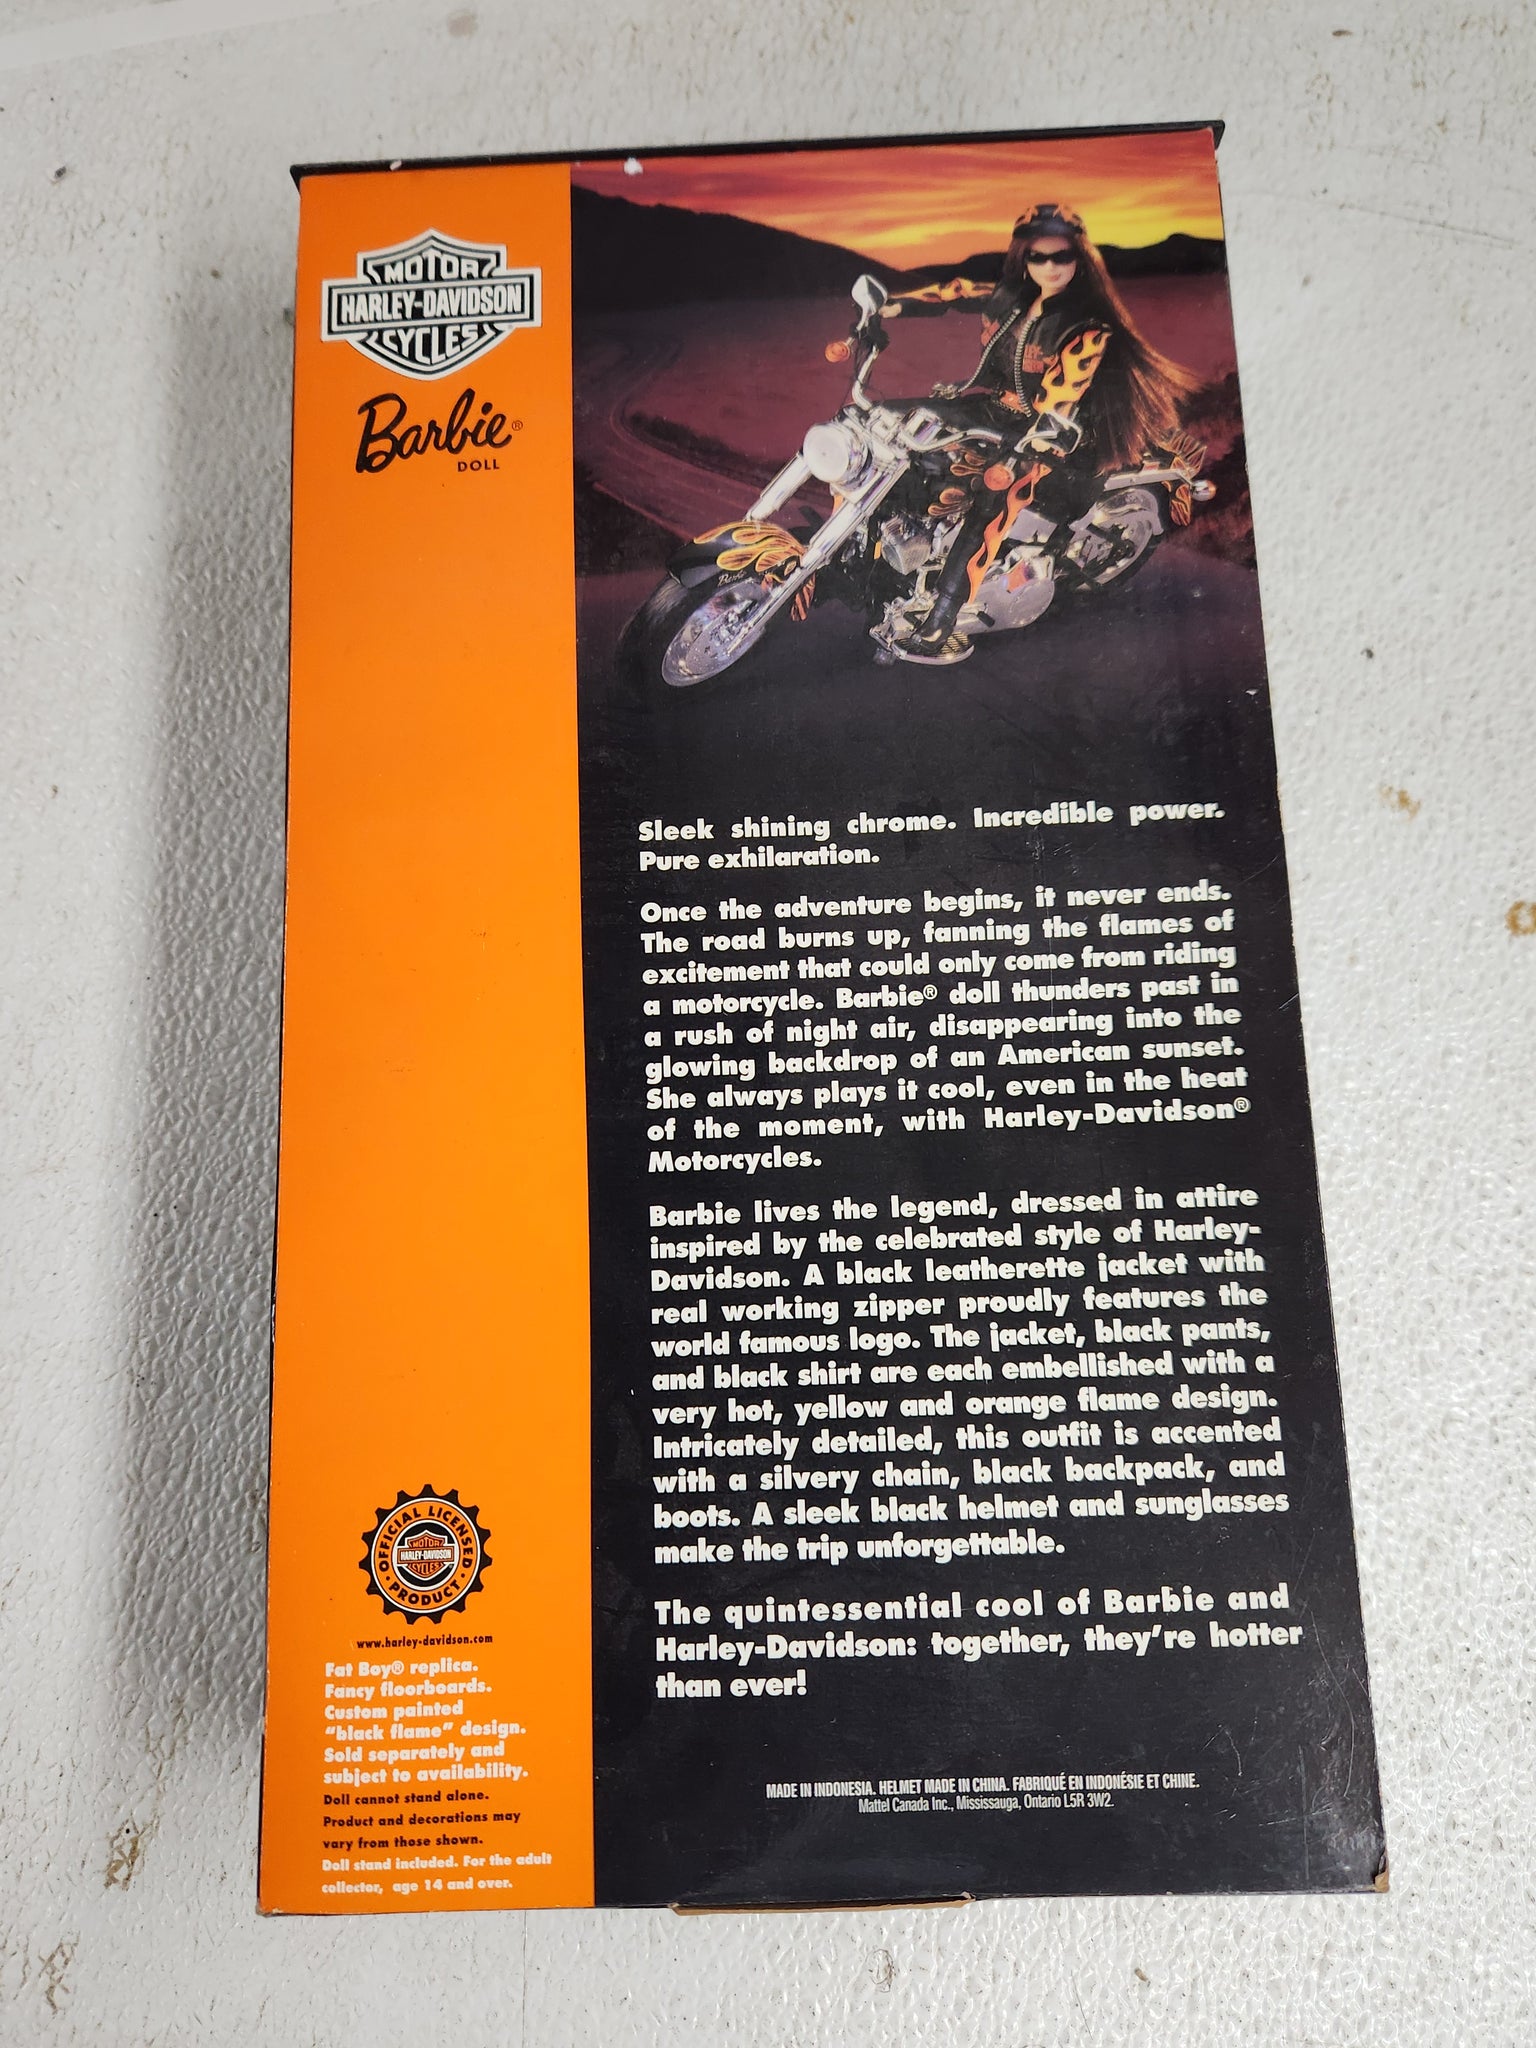 MOTOR
HARLEY-DAVIDSON
CYCLES
Barbie®
DOLL
Barbie
Sleek shining chrome. Incredible power.
Pure exhilaration.
Once the adventure begins, it never ends.
The road burns up, fanning the flames of
excitement that could only come from riding
a motorcycle. Barbie® doll thunders past in
a rush of night air, disappearing into the
glowing backdrop of an American sunset.
She always plays it cool, even in the heat
of the moment, with Harley-Davidson®
Motorcycles.
Barbie lives the legend, dressed in attire
inspired by the celebrated style of Harley-
Davidson. A black leatherette jacket with
real working zipper proudly features the
world famous logo. The jacket, black pants,
and black shirt are each embellished with a
very hot, yellow and orange flame design.
Intricately detailed, this outfit is accented
with a silvery chain, black backpack, and
boots. A sleek black helmet and sunglasses
make the trip unforgettable.
The quintessential cool of Barbie and
Harley-Davidson: together, they're hotter
than ever!
MADE IN INDONESIA. HELMET MADE IN CHINA. FABRIQUÉ EN INDONÉSIE ET CHINE.
Mattel Canada Inc., Mississauga, Ontario L5R 3W2.
OFFICIAL LICENSED
MOTOR
HARLEY-DAVIDSON
CYCLES
PRODUCT
www.harley-davidson.com
Fat Boy® replica.
Fancy floorboards.
Custom painted
"black flame" design.
Sold separately and
subject to availability.
Doll cannot stand alone.
Product and decorations may
vary from those shown.
Doll stand included. For the adult
collector, age 14 and over.